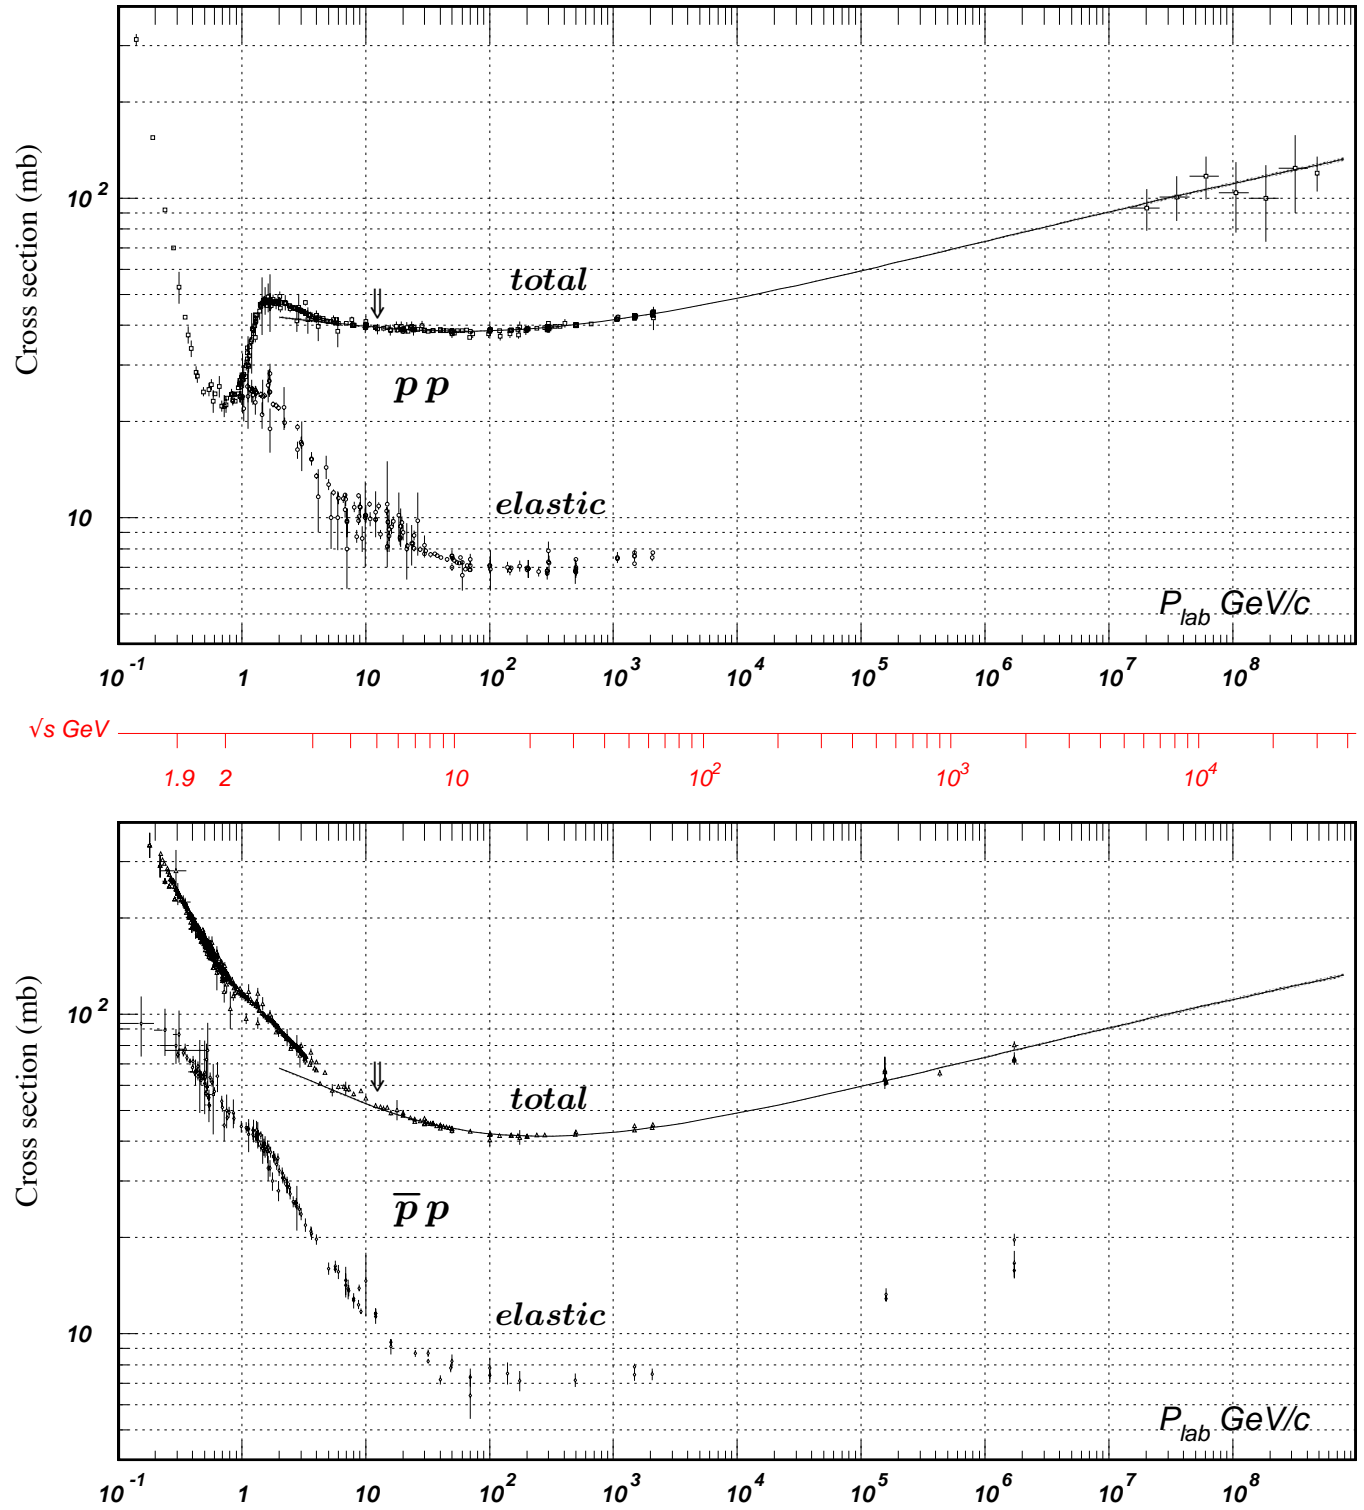 Cross section (mb)
10²
total
⇓
p p
elastic
10
P_lab GeV/c
10⁻¹ 1 10 10² 10³ 10⁴ 10⁵ 10⁶ 10⁷ 10⁸
√s GeV
1.9 2 10 10² 10³ 10⁴
Cross section (mb)
10²
⇓
total
p̅ p
elastic
10
P_lab GeV/c
10⁻¹ 1 10 10² 10³ 10⁴ 10⁵ 10⁶ 10⁷ 10⁸